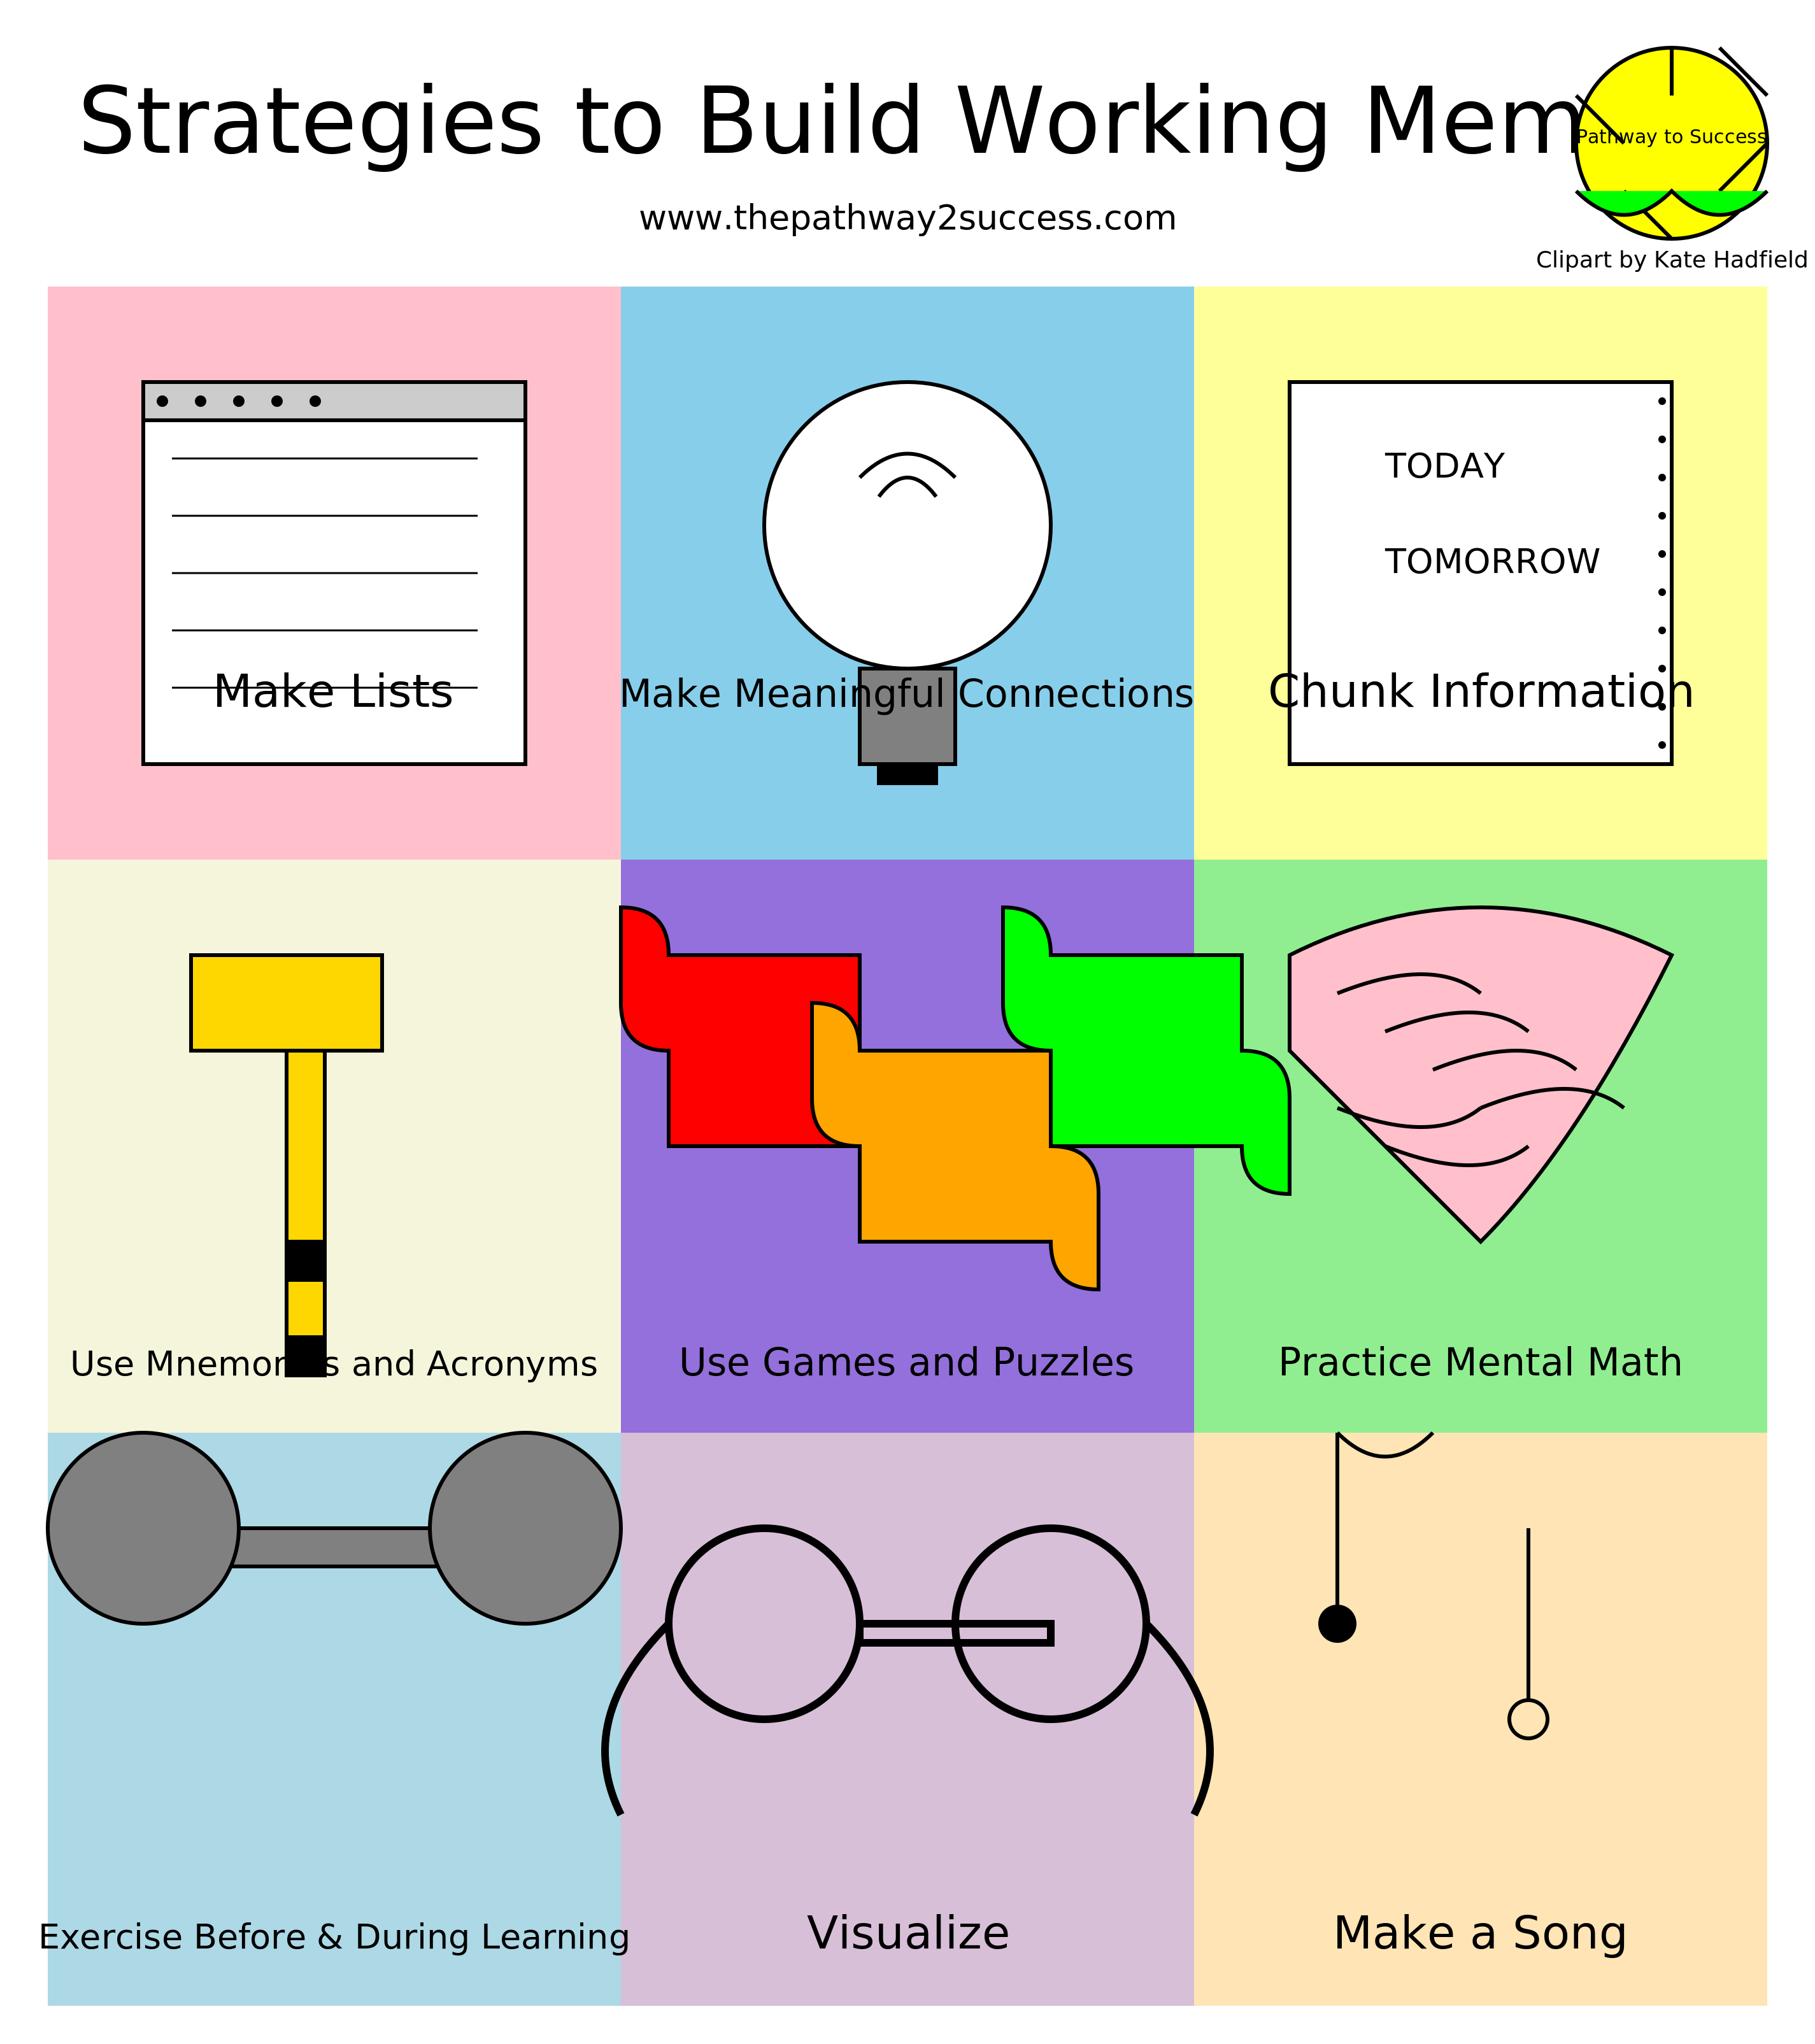 Strategies to Build Working Mem
Pathway to Success
www.thepathway2success.com
Clipart by Kate Hadfield
TODAY
TOMORROW
Make Lists
Make Meaningful Connections
Chunk Information
Use Mnemonics and Acronyms
Use Games and Puzzles
Practice Mental Math
Exercise Before & During Learning
Visualize
Make a Song